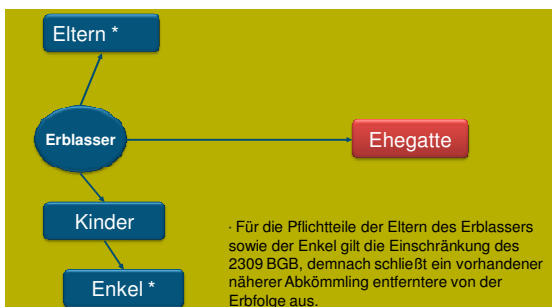 Eltern *
Erblasser
Ehegatte
Kinder
Enkel *
· Für die Pflichtteile der Eltern des Erblassers
sowie der Enkel gilt die Einschränkung des
2309 BGB, demnach schließt ein vorhandener
näherer Abkömmling entferntere von der
Erbfolge aus.